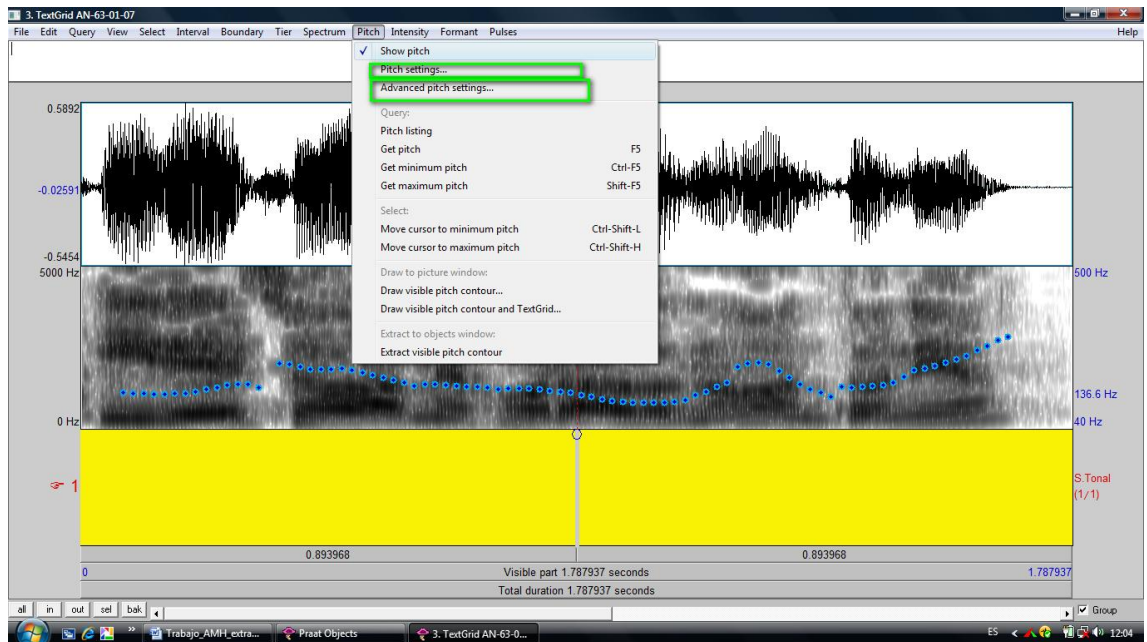 3. TextGrid AN-63-01-07
File Edit Query View Select Interval Boundary Tier Spectrum Pitch Intensity Formant Pulses Help
Show pitch
Pitch settings...
Advanced pitch settings...
Query:
Pitch listing
Get pitch F5
Get minimum pitch Ctrl-F5
Get maximum pitch Shift-F5
Select:
Move cursor to minimum pitch Ctrl-Shift-L
Move cursor to maximum pitch Ctrl-Shift-H
Draw to picture window:
Draw visible pitch contour...
Draw visible pitch contour and TextGrid...
Extract to objects window:
Extract visible pitch contour
0.5892
-0.02591
-0.5454
5000 Hz 500 Hz
136.6 Hz
0 Hz 40 Hz
1 S.Tonal
(1/1)
0.893968 0.893968
0 Visible part 1.787937 seconds 1.787937
Total duration 1.787937 seconds
all in out sel bak Group
Trabajo_AMH_extra... Praat Objects 3. TextGrid AN-63-0... ES 12:04